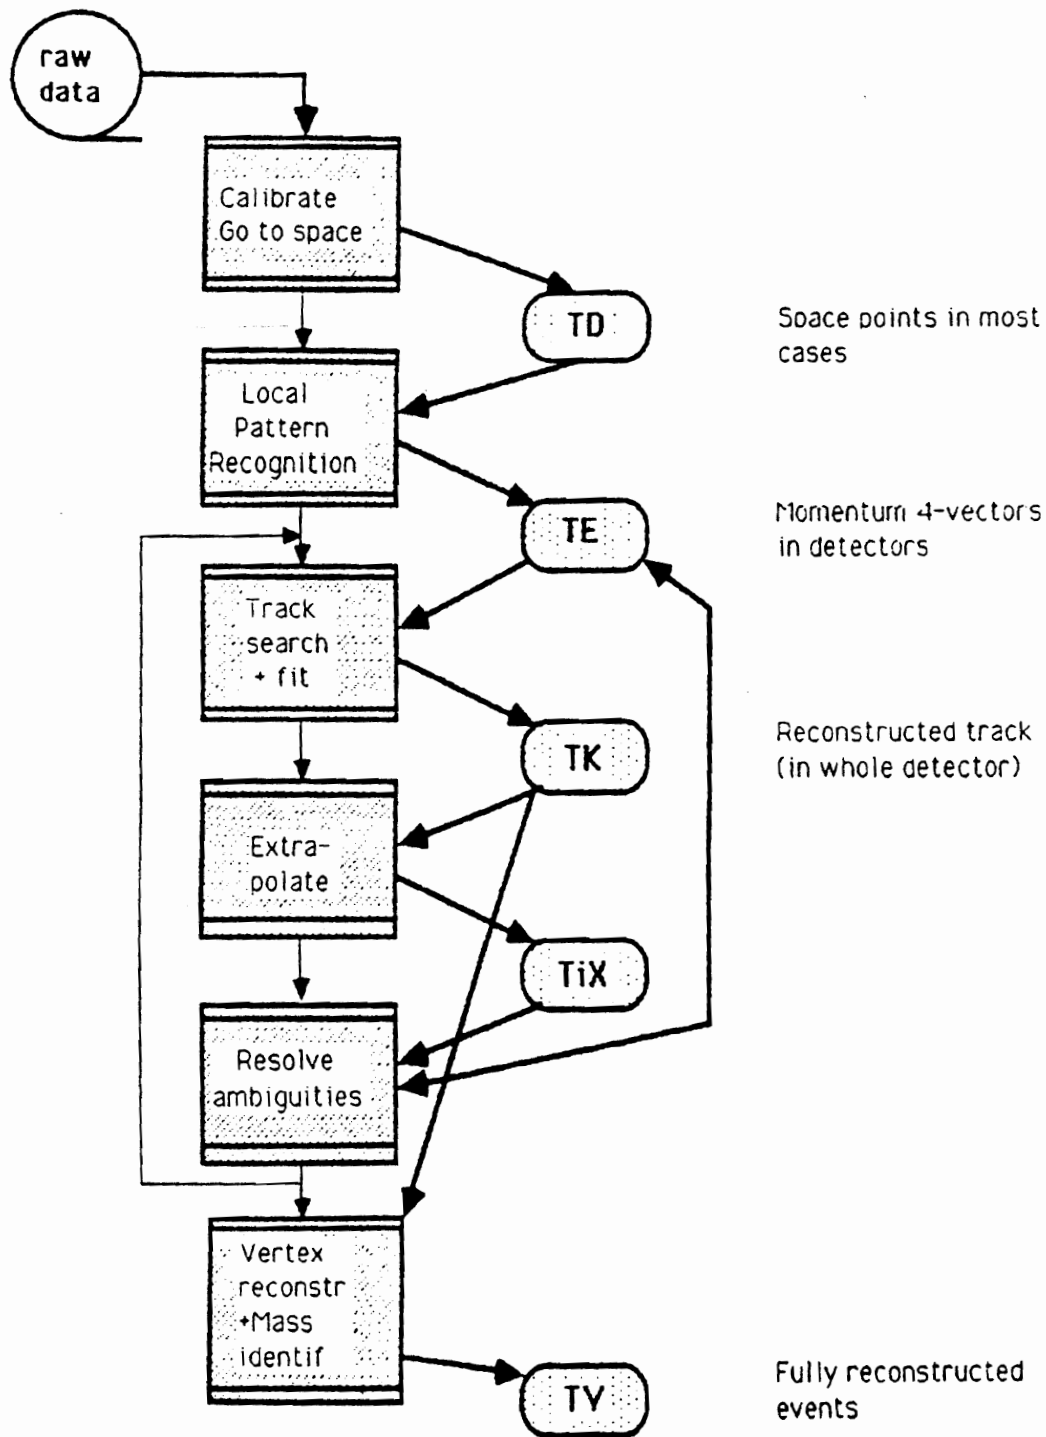 raw
data
Calibrate
Go to space
TD
Space points in most
cases
Local
Pattern
Recognition
TE
Momentum 4-vectors
in detectors
Track
search
+ fit
TK
Reconstructed track
(in whole detector)
Extra-
polate
TiX
Resolve
ambiguities
Vertex
reconstr
+Mass
identif
TV
Fully reconstructed
events